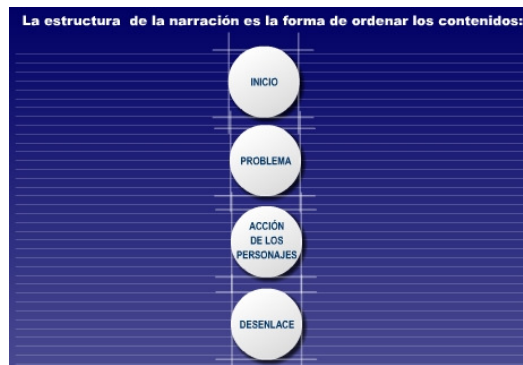 La estructura de la narración es la forma de ordenar los contenidos:
INICIO
PROBLEMA
ACCIÓN
DE LOS
PERSONAJES
DESENLACE